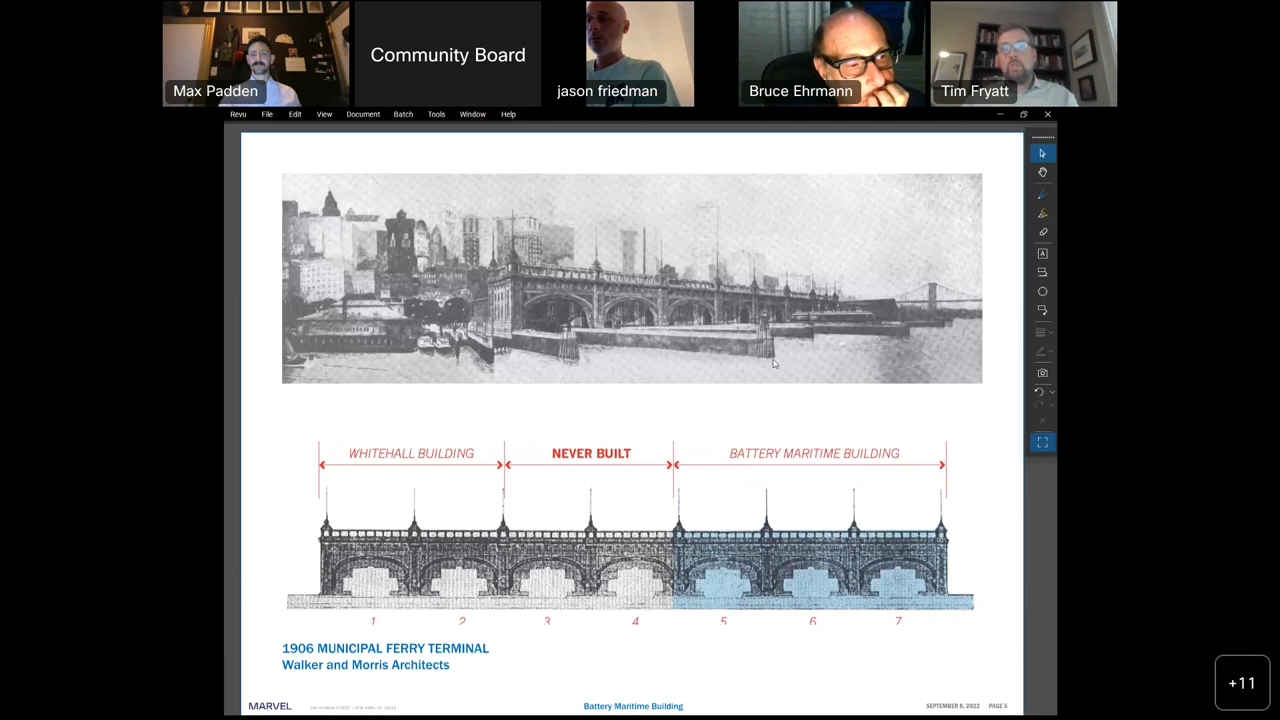 Community Board
Max Padden
jason friedman
Bruce Ehrmann
Tim Fryatt
Revu File Edit View Document Batch Tools Window Help
WHITEHALL BUILDING
NEVER BUILT
BATTERY MARITIME BUILDING
1 2 3 4 5 6 7
1906 MUNICIPAL FERRY TERMINAL
Walker and Morris Architects
+11
MARVEL
Battery Maritime Building
SEPTEMBER 8, 2022 PAGE 5